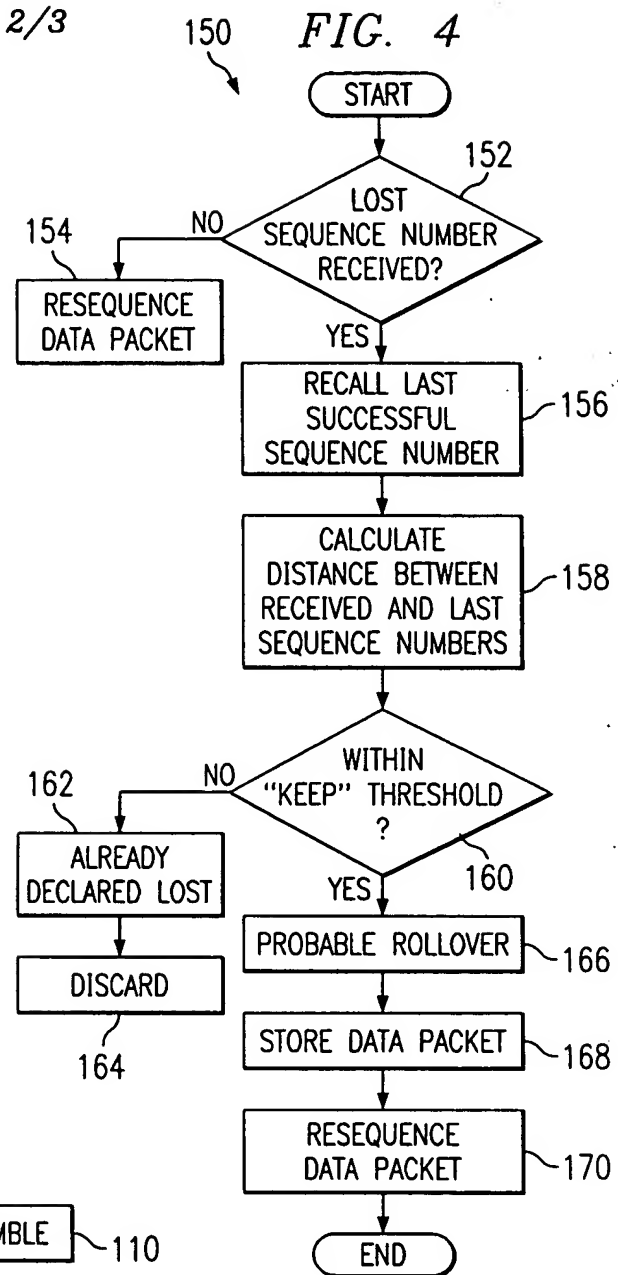 2/3
150
FIG. 4
START
152
LOST
SEQUENCE NUMBER
RECEIVED?
NO
154
RESEQUENCE
DATA PACKET
YES
RECALL LAST
SUCCESSFUL
SEQUENCE NUMBER
156
CALCULATE
DISTANCE BETWEEN
RECEIVED AND LAST
SEQUENCE NUMBERS
158
WITHIN
"KEEP" THRESHOLD
?
NO
160
162
ALREADY
DECLARED LOST
YES
PROBABLE ROLLOVER
166
DISCARD
164
STORE DATA PACKET
168
RESEQUENCE
DATA PACKET
170
MBLE
110
END